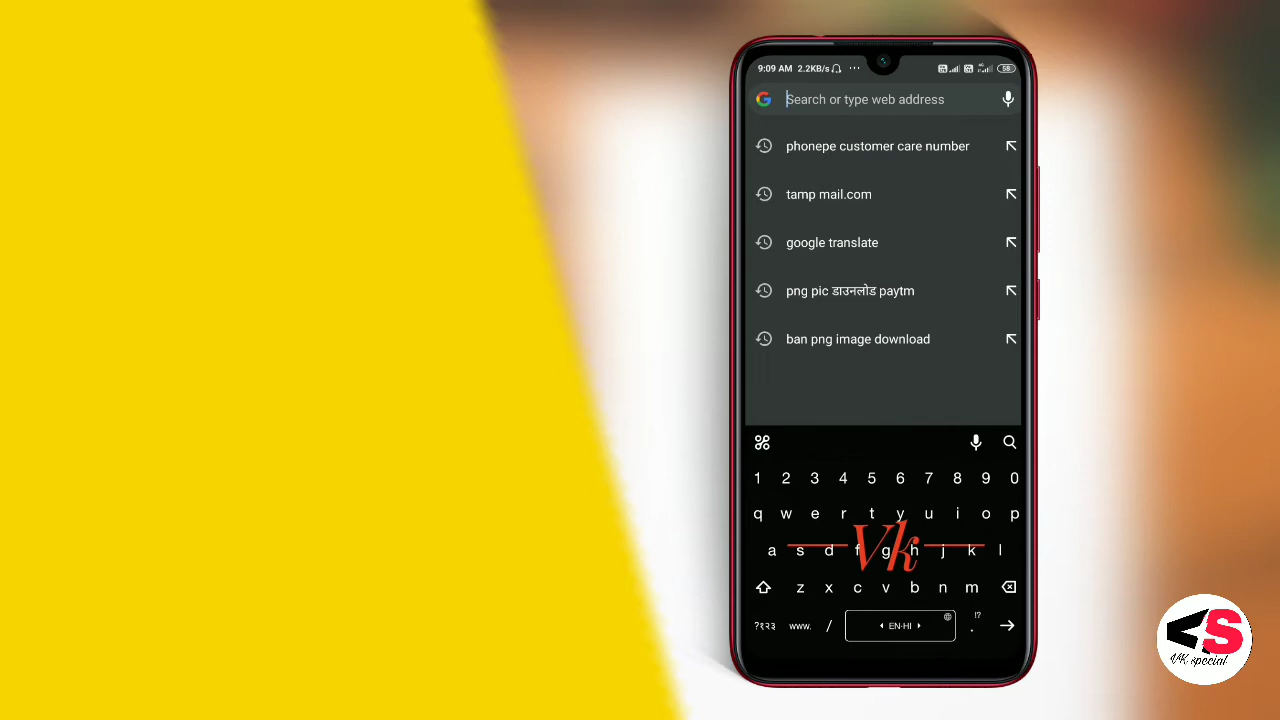 9:09 AM 2.2KB/s ... 58
Search or type web address
phonepe customer care number
tamp mail.com
google translate
png pic डाउनलोड paytm
ban png image download
1 2 3 4 5 6 7 8 9 0
q w e r t y u i o p
a s d f g h j k l
Vk
z x c v b n m
?१२३ www. / EN·HI . !?
VS
VK special